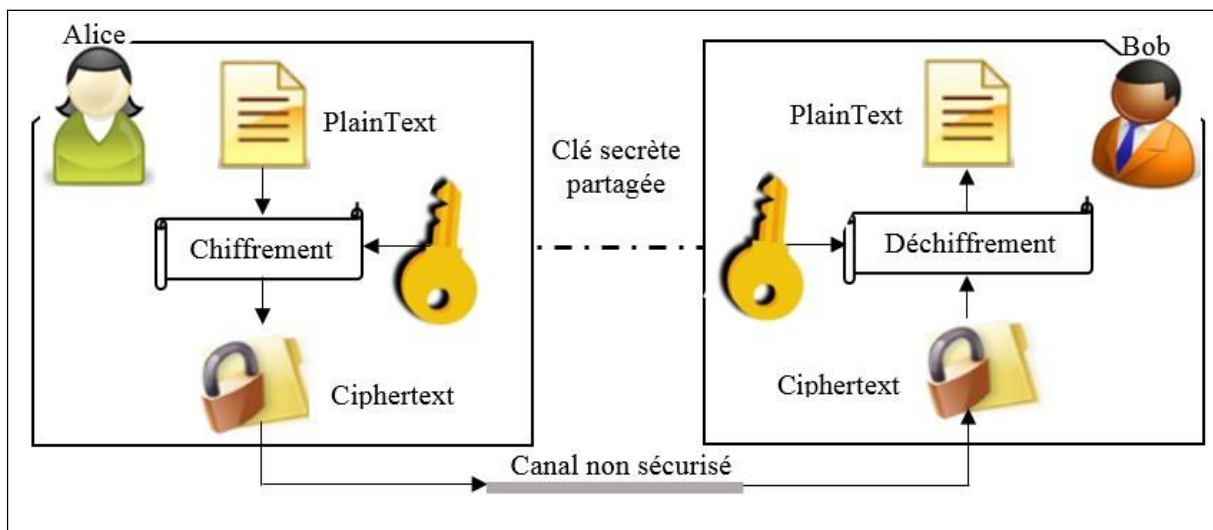 Alice
Bob
PlainText
PlainText
Clé secrète
partagée
Chiffrement
Déchiffrement
Ciphertext
Ciphertext
Canal non sécurisé